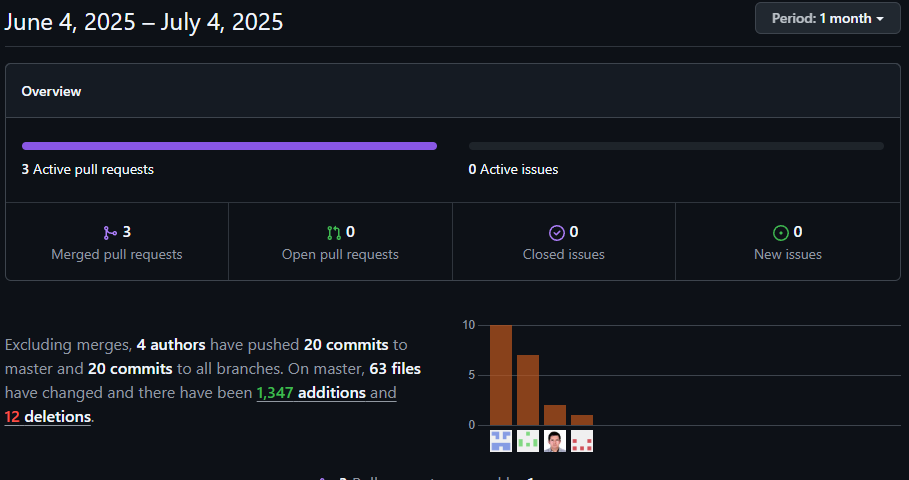 June 4, 2025 – July 4, 2025
Period: 1 month
Overview
3 Active pull requests
0 Active issues
3
Merged pull requests
0
Open pull requests
0
Closed issues
0
New issues
Excluding merges, 4 authors have pushed 20 commits to
master and 20 commits to all branches. On master, 63 files
have changed and there have been 1,347 additions and
12 deletions.
10
5
0